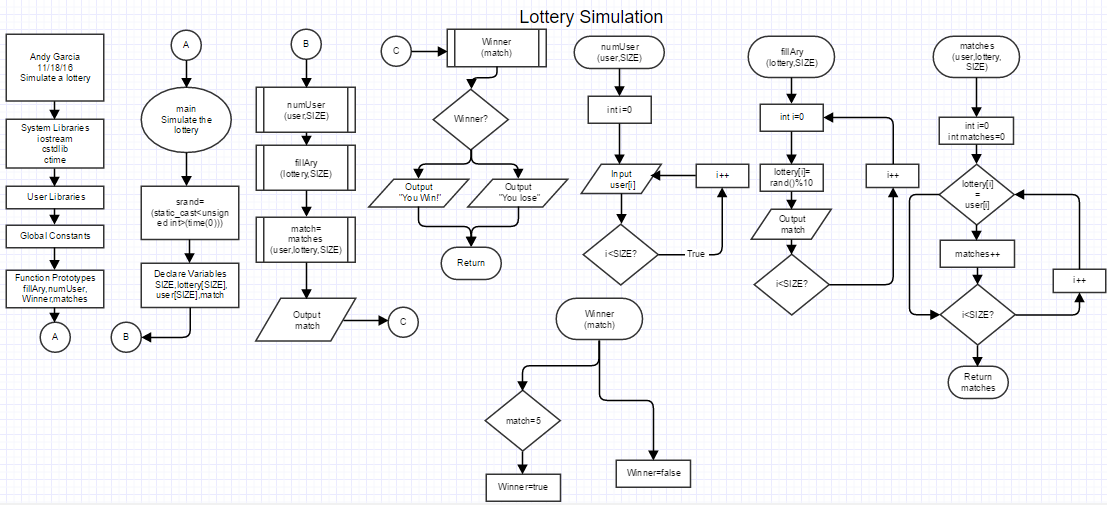 Lottery Simulation
Andy Garcia
11/18/16
Simulate a lottery
System Libraries
iostream
cstdlib
ctime
User Libraries
Global Constants
Function Prototypes
fillAry,numUser,
Winner,matches
A
A
main
Simulate the
lottery
srand=
(static_cast<unsign
ed int>(time(0)))
Declare Variables
SIZE,lottery[SIZE],
user[SIZE],match
B
B
numUser
(user,SIZE)
fillAry
(lottery,SIZE)
match=
matches
(user,lottery,SIZE)
Output
match
C
C
Winner
(match)
Winner?
Output
"You Win!"
Output
"You lose"
Return
numUser
(user,SIZE)
int i=0
Input
user[i]
i++
i<SIZE?
True
Winner
(match)
match=5
Winner=true
Winner=false
fillAry
(lottery,SIZE)
int i=0
lottery[i]=
rand()%10
i++
Output
match
i<SIZE?
matches
(user,lottery,
SIZE)
int i=0
int matches=0
lottery[i]
=
user[i]
matches++
i++
i<SIZE?
Return
matches